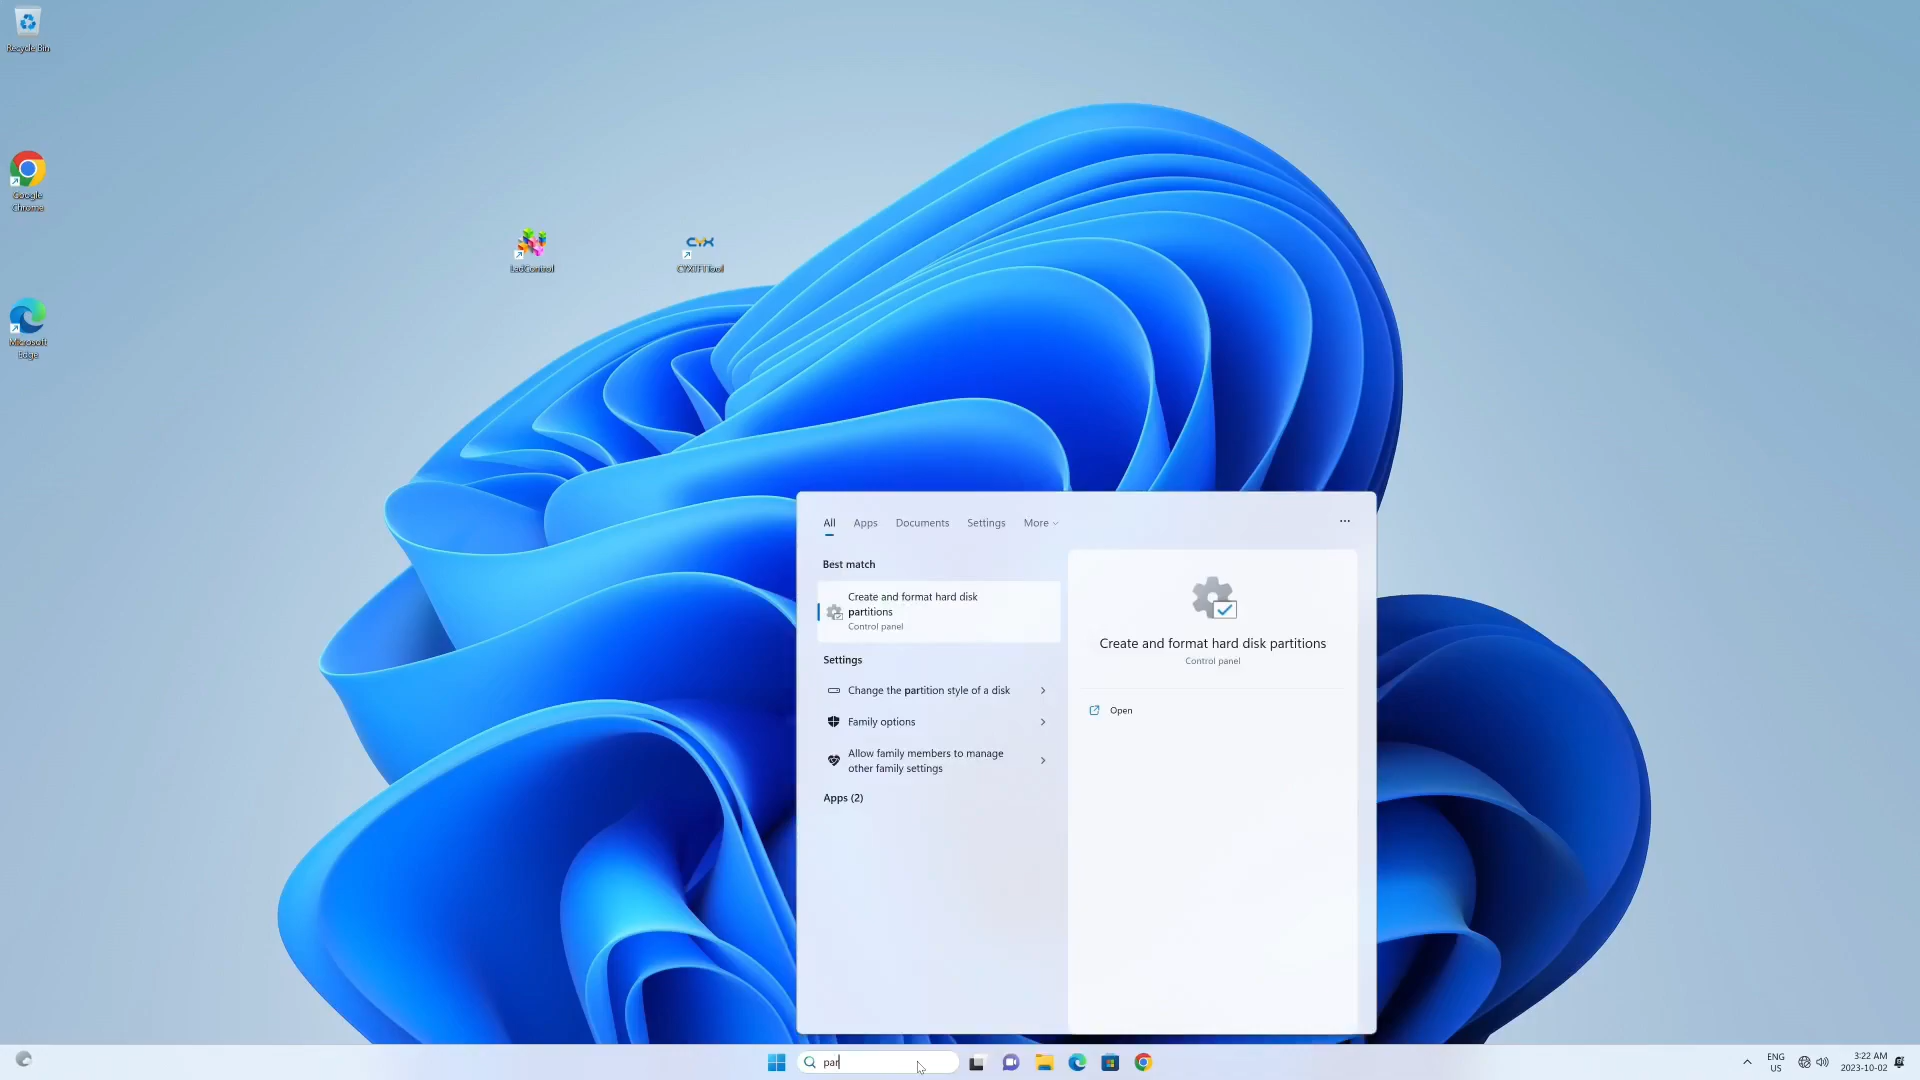 Recycle Bin
Google
Chrome
Microsoft
Edge
LedControl
CYX
CYXTFTTool
All
Apps
Documents
Settings
More
Best match
Create and format hard disk
partitions
Control panel
Settings
Change the partition style of a disk
Family options
Allow family members to manage
other family settings
Apps (2)
Create and format hard disk partitions
Control panel
Open
par
ENG
US
3:22 AM
2023-10-02